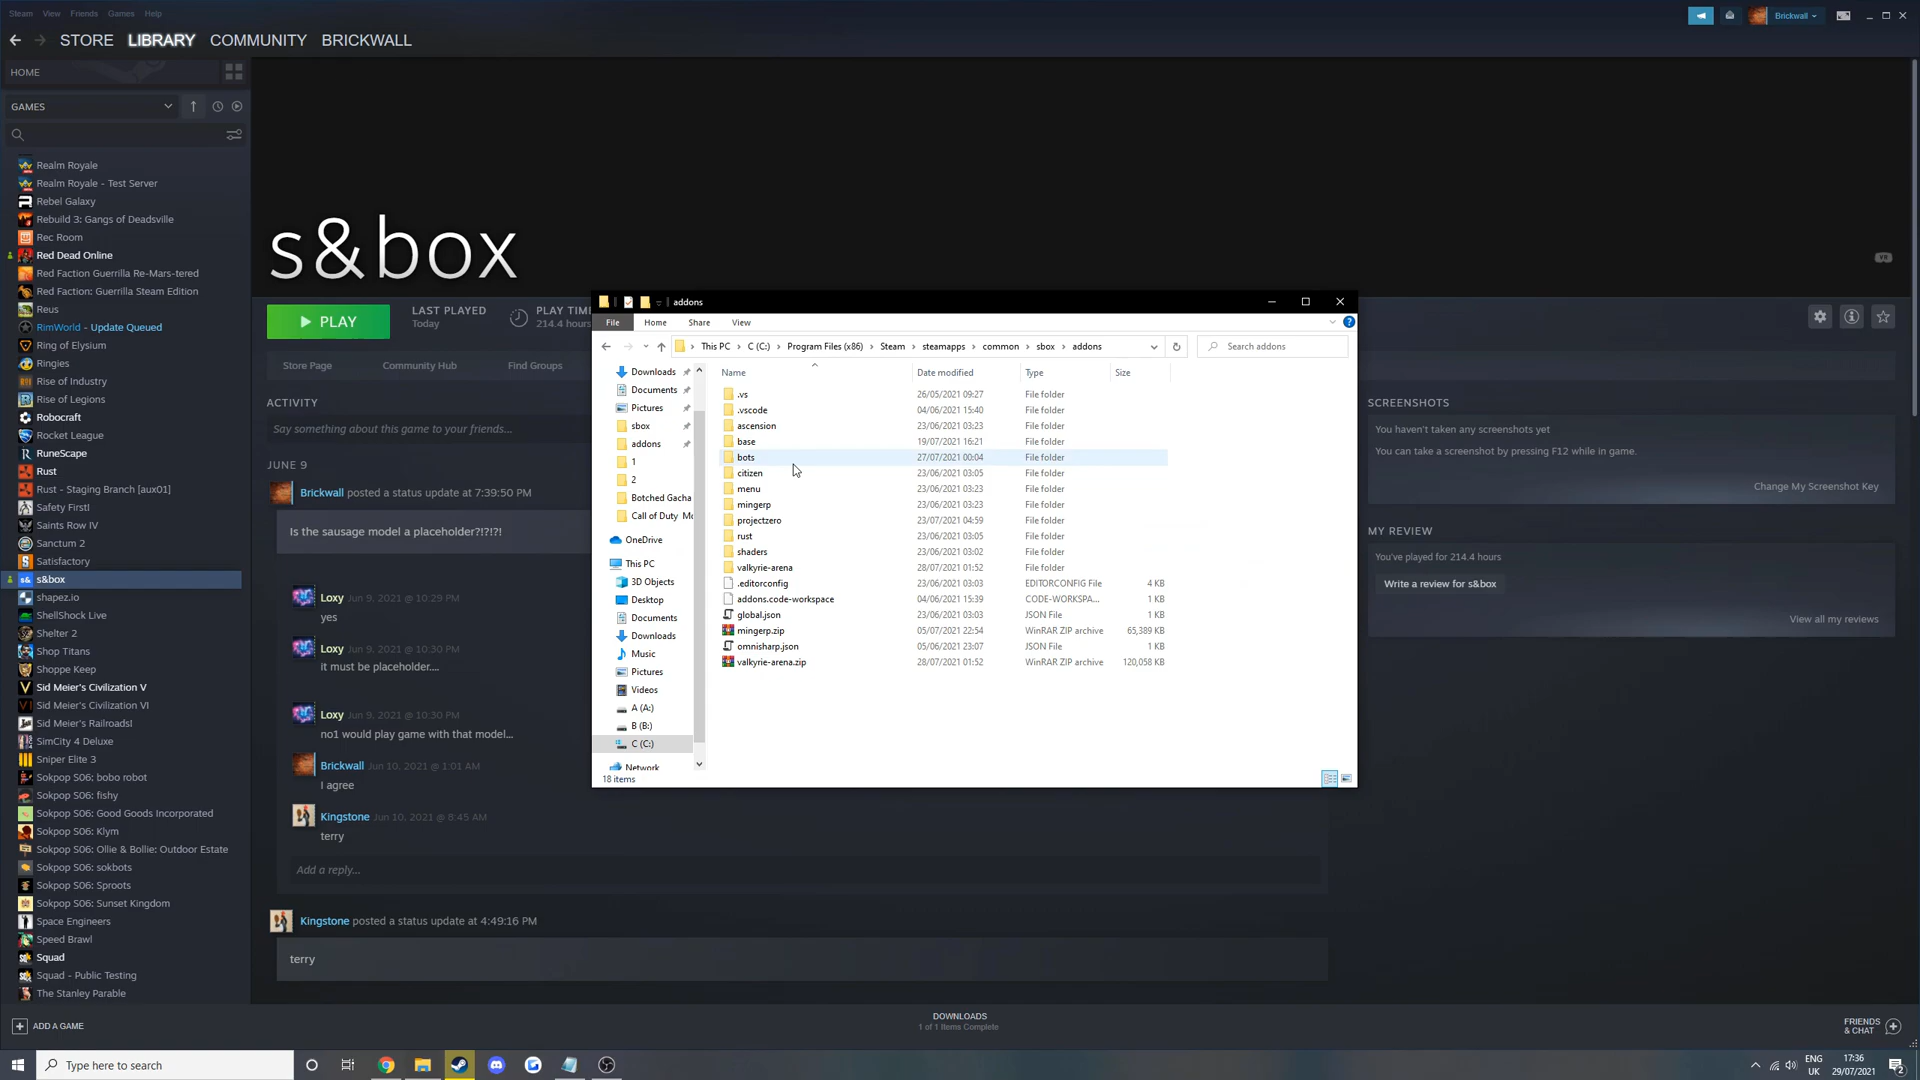 Steam View Friends Games Help
Brickwall
STORE LIBRARY COMMUNITY BRICKWALL
HOME
GAMES
Realm Royale
Realm Royale - Test Server
Rebel Galaxy
Rebuild 3: Gangs of Deadsville
Rec Room
Red Dead Online
Red Faction Guerrilla Re-Mars-tered
Red Faction: Guerrilla Steam Edition
Reus
RimWorld - Update Queued
Ring of Elysium
Ringies
Rise of Industry
Rise of Legions
Robocraft
Rocket League
RuneScape
Rust
Rust - Staging Branch [aux01]
Safety First!
Saints Row IV
Sanctum 2
Satisfactory
s&box
shapez.io
ShellShock Live
Shelter 2
Shop Titans
Shoppe Keep
Sid Meier's Civilization V
Sid Meier's Civilization VI
Sid Meier's Railroads!
SimCity 4 Deluxe
Sniper Elite 3
Sokpop S06: bobo robot
Sokpop S06: fishy
Sokpop S06: Good Goods Incorporated
Sokpop S06: Klym
Sokpop S06: Ollie & Bollie: Outdoor Estate
Sokpop S06: sokbots
Sokpop S06: Sproots
Sokpop S06: Sunset Kingdom
Space Engineers
Speed Brawl
Squad
Squad - Public Testing
The Stanley Parable
ADD A GAME
s&box
VR
PLAY
LAST PLAYED
Today
PLAY TIME
214.4 hours
Store Page Community Hub Find Groups
ACTIVITY
Say something about this game to your friends...
JUNE 9
Brickwall posted a status update at 7:39:50 PM
Is the sausage model a placeholder?!?!?!
Loxy Jun 9, 2021 @ 10:29 PM
yes
Loxy Jun 9, 2021 @ 10:30 PM
it must be placeholder....
Loxy Jun 9, 2021 @ 10:30 PM
no1 would play game with that model...
Brickwall Jun 10, 2021 @ 1:01 AM
I agree
Kingstone Jun 10, 2021 @ 8:45 AM
terry
Add a reply...
Kingstone posted a status update at 4:49:16 PM
terry
addons
File Home Share View
This PC > C (C:) > Program Files (x86) > Steam > steamapps > common > sbox > addons
Search addons
Downloads
Documents
Pictures
sbox
addons
1
2
Botched Gacha
Call of Duty
OneDrive
This PC
3D Objects
Desktop
Documents
Downloads
Music
Pictures
Videos
A (A:)
B (B:)
C (C:)
Network
Name Date modified Type Size
.vs 26/05/2021 09:27 File folder
.vscode 04/06/2021 15:40 File folder
ascension 23/06/2021 03:23 File folder
base 19/07/2021 16:21 File folder
bots 27/07/2021 00:04 File folder
citizen 23/06/2021 03:05 File folder
menu 23/06/2021 03:23 File folder
mingerp 23/06/2021 03:23 File folder
projectzero 23/07/2021 04:59 File folder
rust 23/06/2021 03:05 File folder
shaders 23/06/2021 03:02 File folder
valkyrie-arena 28/07/2021 01:52 File folder
.editorconfig 23/06/2021 03:03 EDITORCONFIG File 4 KB
addons.code-workspace 04/06/2021 15:39 CODE-WORKSPA... 1 KB
global.json 23/06/2021 03:03 JSON File 1 KB
mingerp.zip 05/07/2021 22:54 WinRAR ZIP archive 65,389 KB
omnisharp.json 05/06/2021 23:07 JSON File 1 KB
valkyrie-arena.zip 28/07/2021 01:52 WinRAR ZIP archive 120,058 KB
18 items
SCREENSHOTS
You haven't taken any screenshots yet
You can take a screenshot by pressing F12 while in game.
Change My Screenshot Key
MY REVIEW
You've played for 214.4 hours
Write a review for s&box
View all my reviews
DOWNLOADS
1 of 1 Items Complete
FRIENDS
& CHAT
Type here to search
ENG
UK
17:36
29/07/2021
2